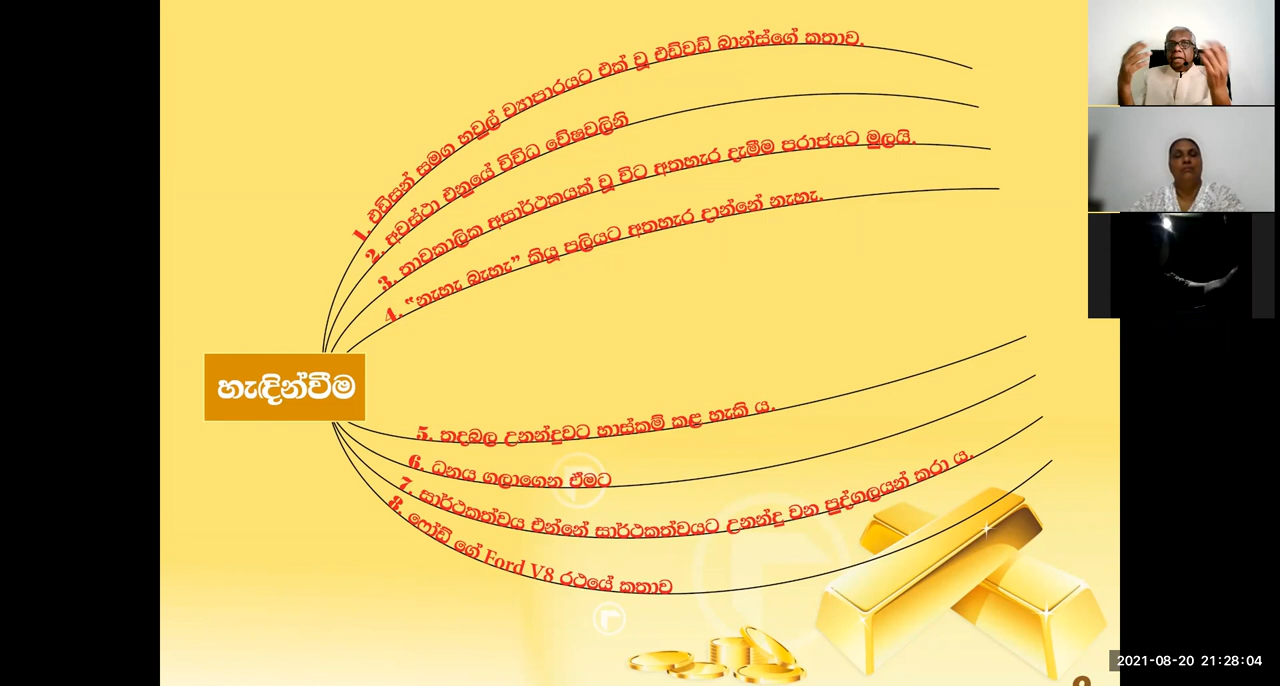 1. එඩිසන් සමග හවුල් ව්‍යාපාරයට එක් වූ එඩ්වඩ් බාන්ස්ගේ කතාව.
2. අවස්ථා එනුයේ විවිධ වේෂවලිනි
3. තාවකාලික අසාර්ථකයක් වූ විට අතහැර දැමීම පරාජයට මුලයි.
4. “නැහැ බැහැ” කියූ පලියට අතහැර දාන්නේ නැහැ.
හැඳින්වීම
5. තදබල උනන්දුවට හාස්කම් කළ හැකි ය.
6. ධනය ගලාගෙන ඒමට
7. සාර්ථකත්වය එන්නේ සාර්ථකත්වයට උනන්දු වන පුද්ගලයන් කරා ය.
8. ෆෝඩ් ගේ Ford V8 රථයේ කතාව
2021-08-20 21:28:04